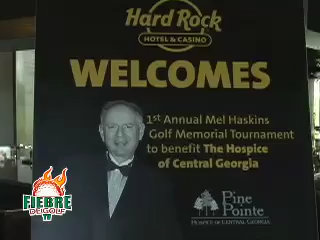 Hard Rock
HOTEL & CASINO
WELCOMES
1st Annual Mel Haskins
Golf Memorial Tournament
to benefit The Hospice
of Central Georgia
Pine
Pointe
HOSPICE OF CENTRAL GEORGIA
FIEBRE
DEIGOLF
TV